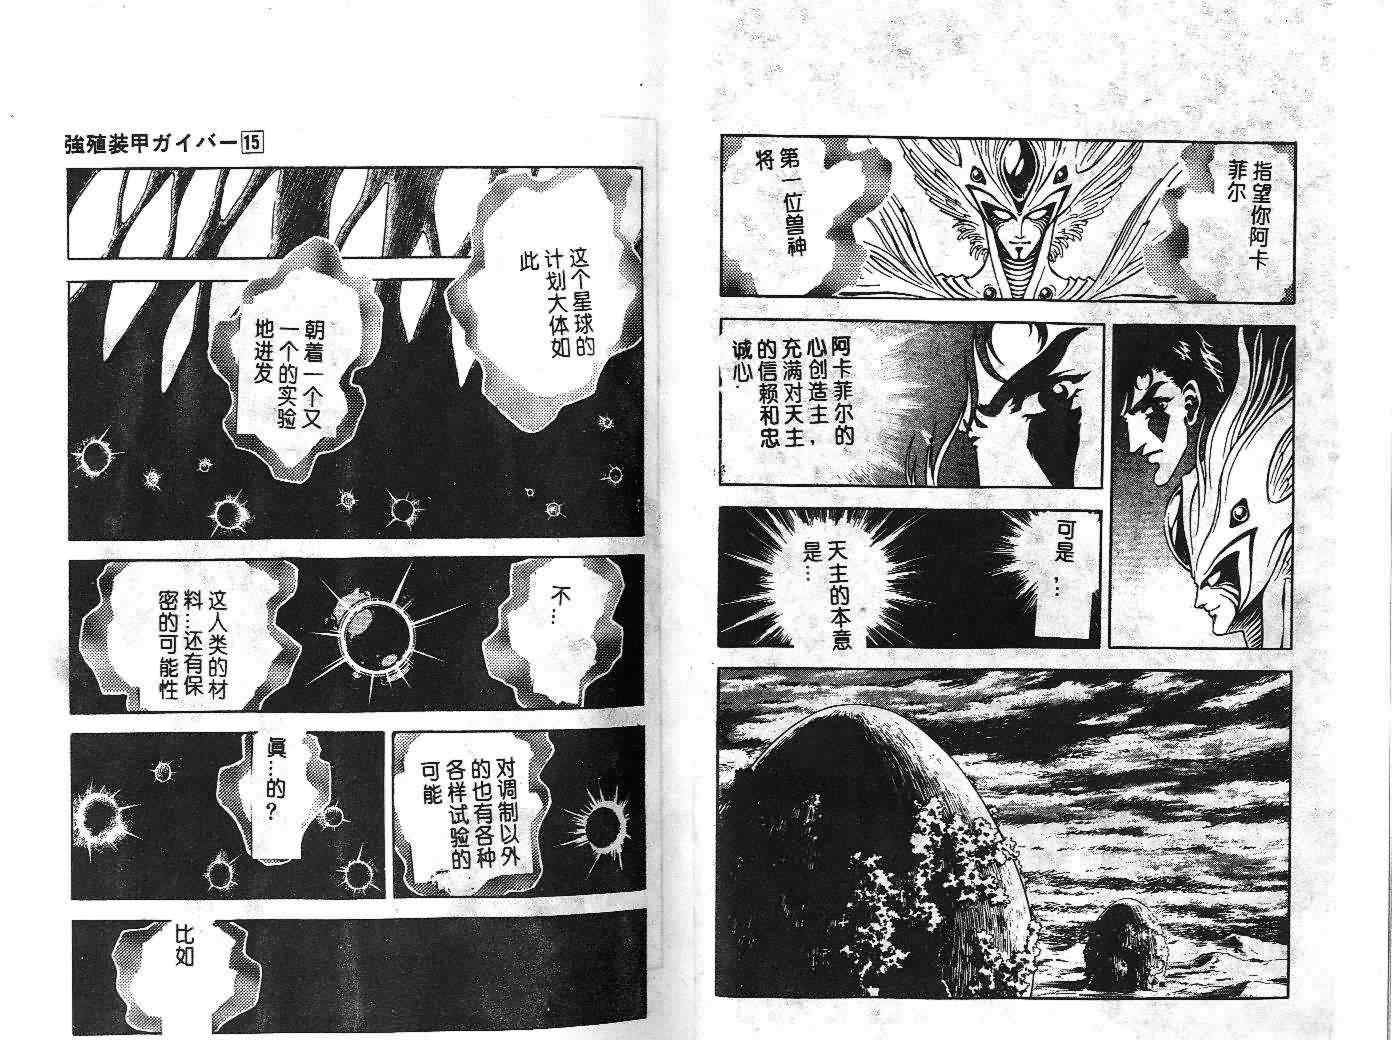 指望你阿卡
菲尔
第一位兽神
将
阿卡菲尔的
心创造主，
充满对天主
的信赖和忠
诚心．
可是，…
天主的本意
是…
強殖装甲ガイバー15
这个星球的
计划大体如
此
朝着一个又
一个的实验
地进发
不…
这人类的材
料…还有保
密的可能性
对调制以外
的也有各种
各样试验的
可能
眞…的？
比如